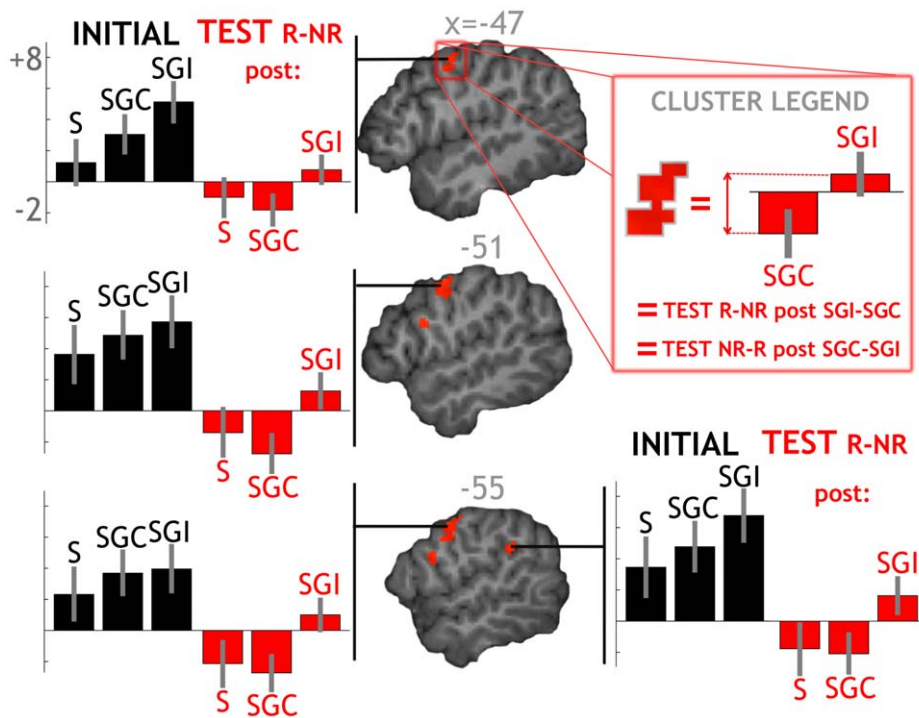 INITIAL TEST R-NR
post:
+8
-2
S
SGC
SGI
S
SGC
SGI
x=-47
CLUSTER LEGEND
=
SGI
SGC
= TEST R-NR post SGI-SGC
= TEST NR-R post SGC-SGI
-51
S
SGC
SGI
S
SGC
SGI
-55
S
SGC
SGI
S
SGC
SGI
INITIAL TEST R-NR
post:
S
SGC
SGI
S
SGC
SGI